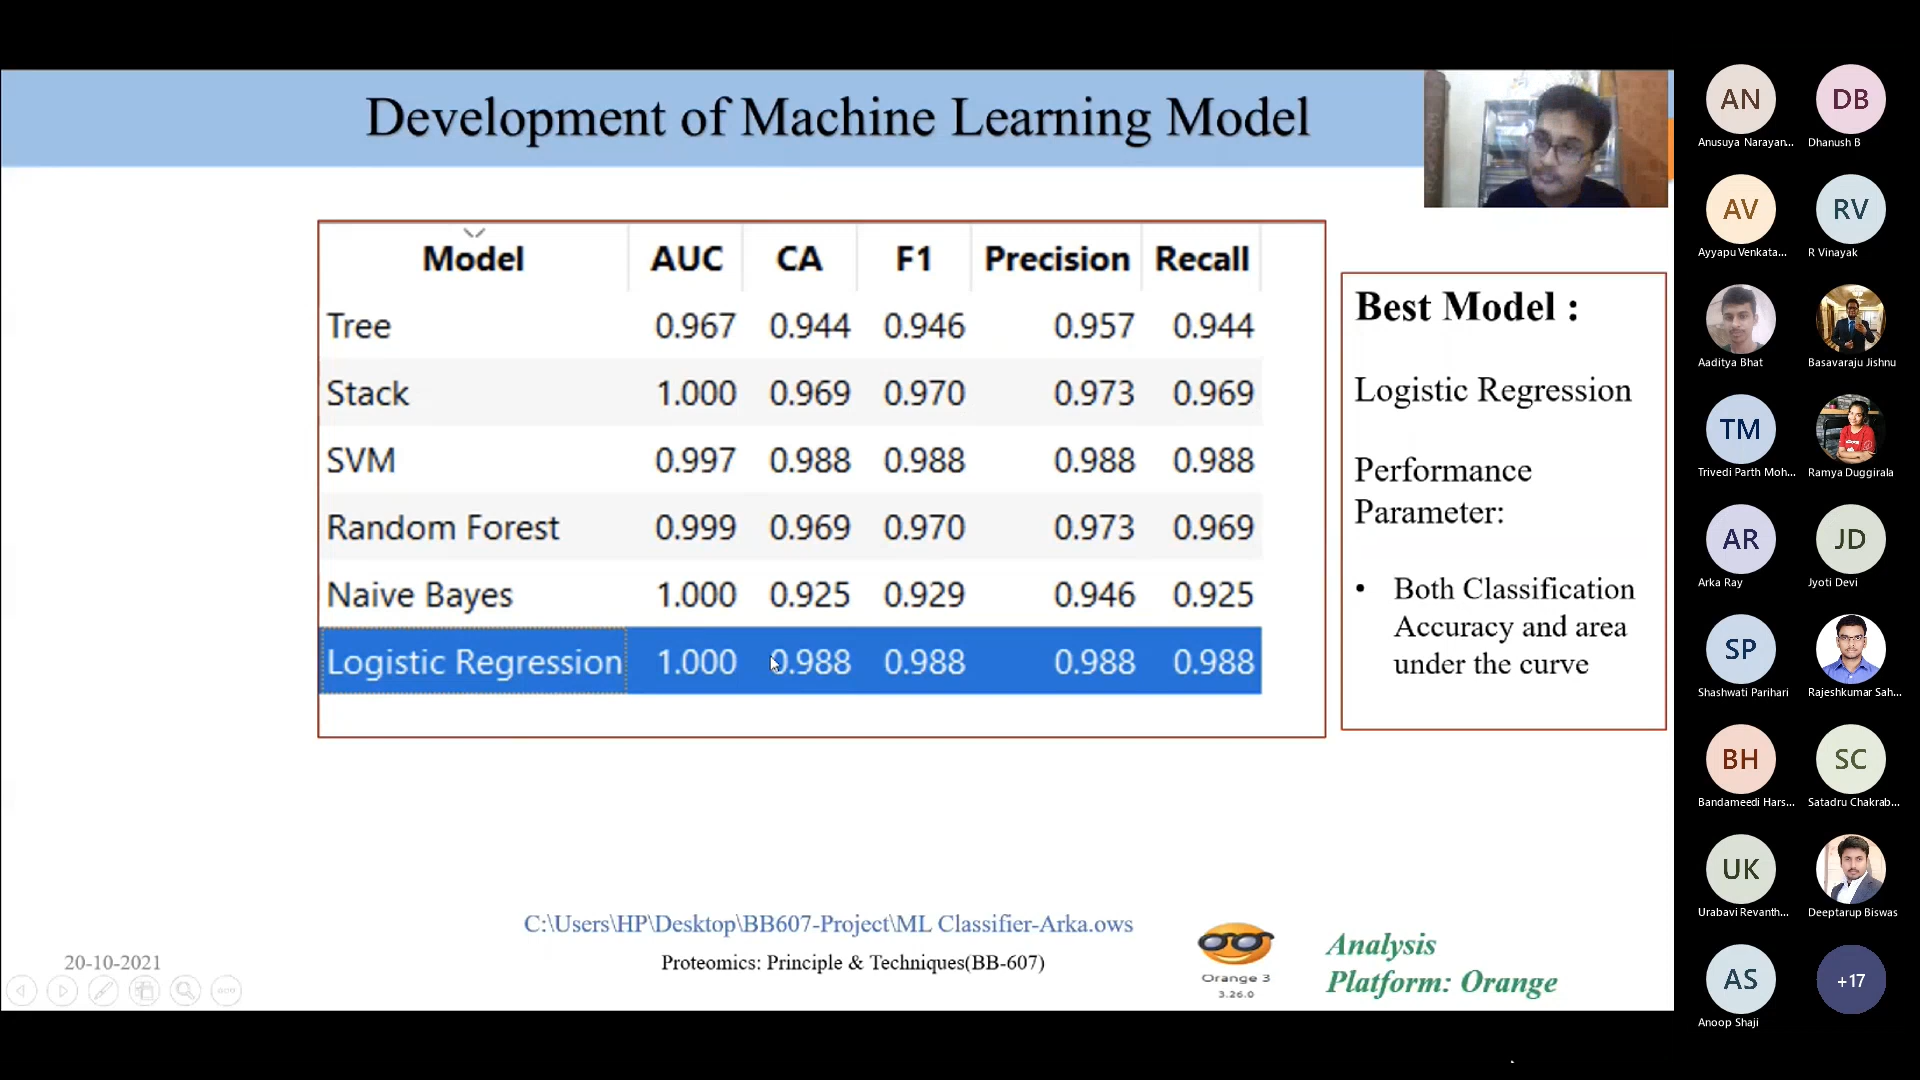 Development of Machine Learning Model
Model AUC CA F1 Precision Recall
Tree 0.967 0.944 0.946 0.957 0.944
Stack 1.000 0.969 0.970 0.973 0.969
SVM 0.997 0.988 0.988 0.988 0.988
Random Forest 0.999 0.969 0.970 0.973 0.969
Naive Bayes 1.000 0.925 0.929 0.946 0.925
Logistic Regression 1.000 0.988 0.988 0.988 0.988
Best Model :
Logistic Regression
Performance
Parameter:
• Both Classification
Accuracy and area
under the curve
C:\Users\HP\Desktop\BB607-Project\ML Classifier-Arka.ows
20-10-2021
Proteomics: Principle & Techniques(BB-607)
Orange 3
3.26.0
Analysis
Platform: Orange
AN DB
Anusuya Narayan... Dhanush B
AV RV
Ayyapu Venkata... R Vinayak
Aaditya Bhat Basavaraju Jishnu
TM
Trivedi Parth Moh... Ramya Duggirala
AR JD
Arka Ray Jyoti Devi
SP
Shashwati Parihari Rajeshkumar Sah...
BH SC
Bandameedi Hars... Satadru Chakrab...
UK
Urabavi Revanth... Deeptarup Biswas
AS +17
Anoop Shaji